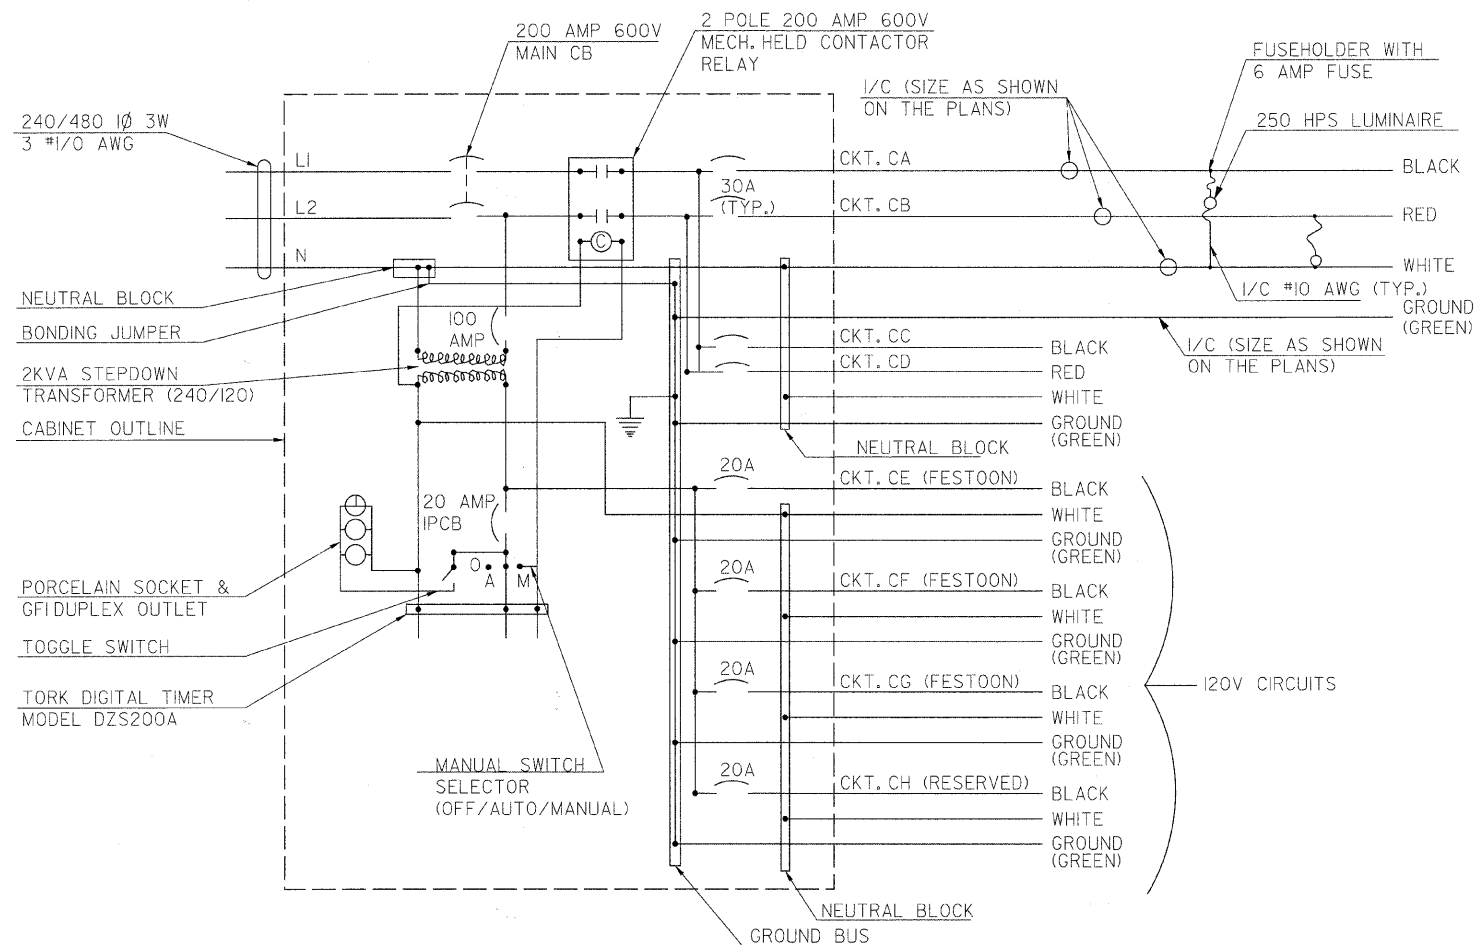 200 AMP 600V
MAIN CB
2 POLE 200 AMP 600V
MECH. HELD CONTACTOR
RELAY
FUSEHOLDER WITH
6 AMP FUSE
1/C (SIZE AS SHOWN
ON THE PLANS)
250 HPS LUMINAIRE
240/480 1Ø 3W
3 #1/0 AWG
L1
CKT. CA
BLACK
30A
(TYP.)
L2
CKT. CB
RED
C
N
WHITE
1/C #10 AWG (TYP.)
GROUND
(GREEN)
NEUTRAL BLOCK
BONDING JUMPER
100
AMP
CKT. CC
BLACK
1/C (SIZE AS SHOWN
ON THE PLANS)
CKT. CD
RED
2KVA STEPDOWN
TRANSFORMER (240/120)
WHITE
CABINET OUTLINE
GROUND
(GREEN)
NEUTRAL BLOCK
20A
CKT. CE (FESTOON)
BLACK
20 AMP
1PCB
WHITE
GROUND
(GREEN)
O
A
M
20A
CKT. CF (FESTOON)
BLACK
PORCELAIN SOCKET &
GFI DUPLEX OUTLET
WHITE
TOGGLE SWITCH
GROUND
(GREEN)
20A
CKT. CG (FESTOON)
BLACK
120V CIRCUITS
TORK DIGITAL TIMER
MODEL DZS200A
WHITE
GROUND
(GREEN)
MANUAL SWITCH
SELECTOR
(OFF/AUTO/MANUAL)
20A
CKT. CH (RESERVED)
BLACK
WHITE
GROUND
(GREEN)
NEUTRAL BLOCK
GROUND BUS